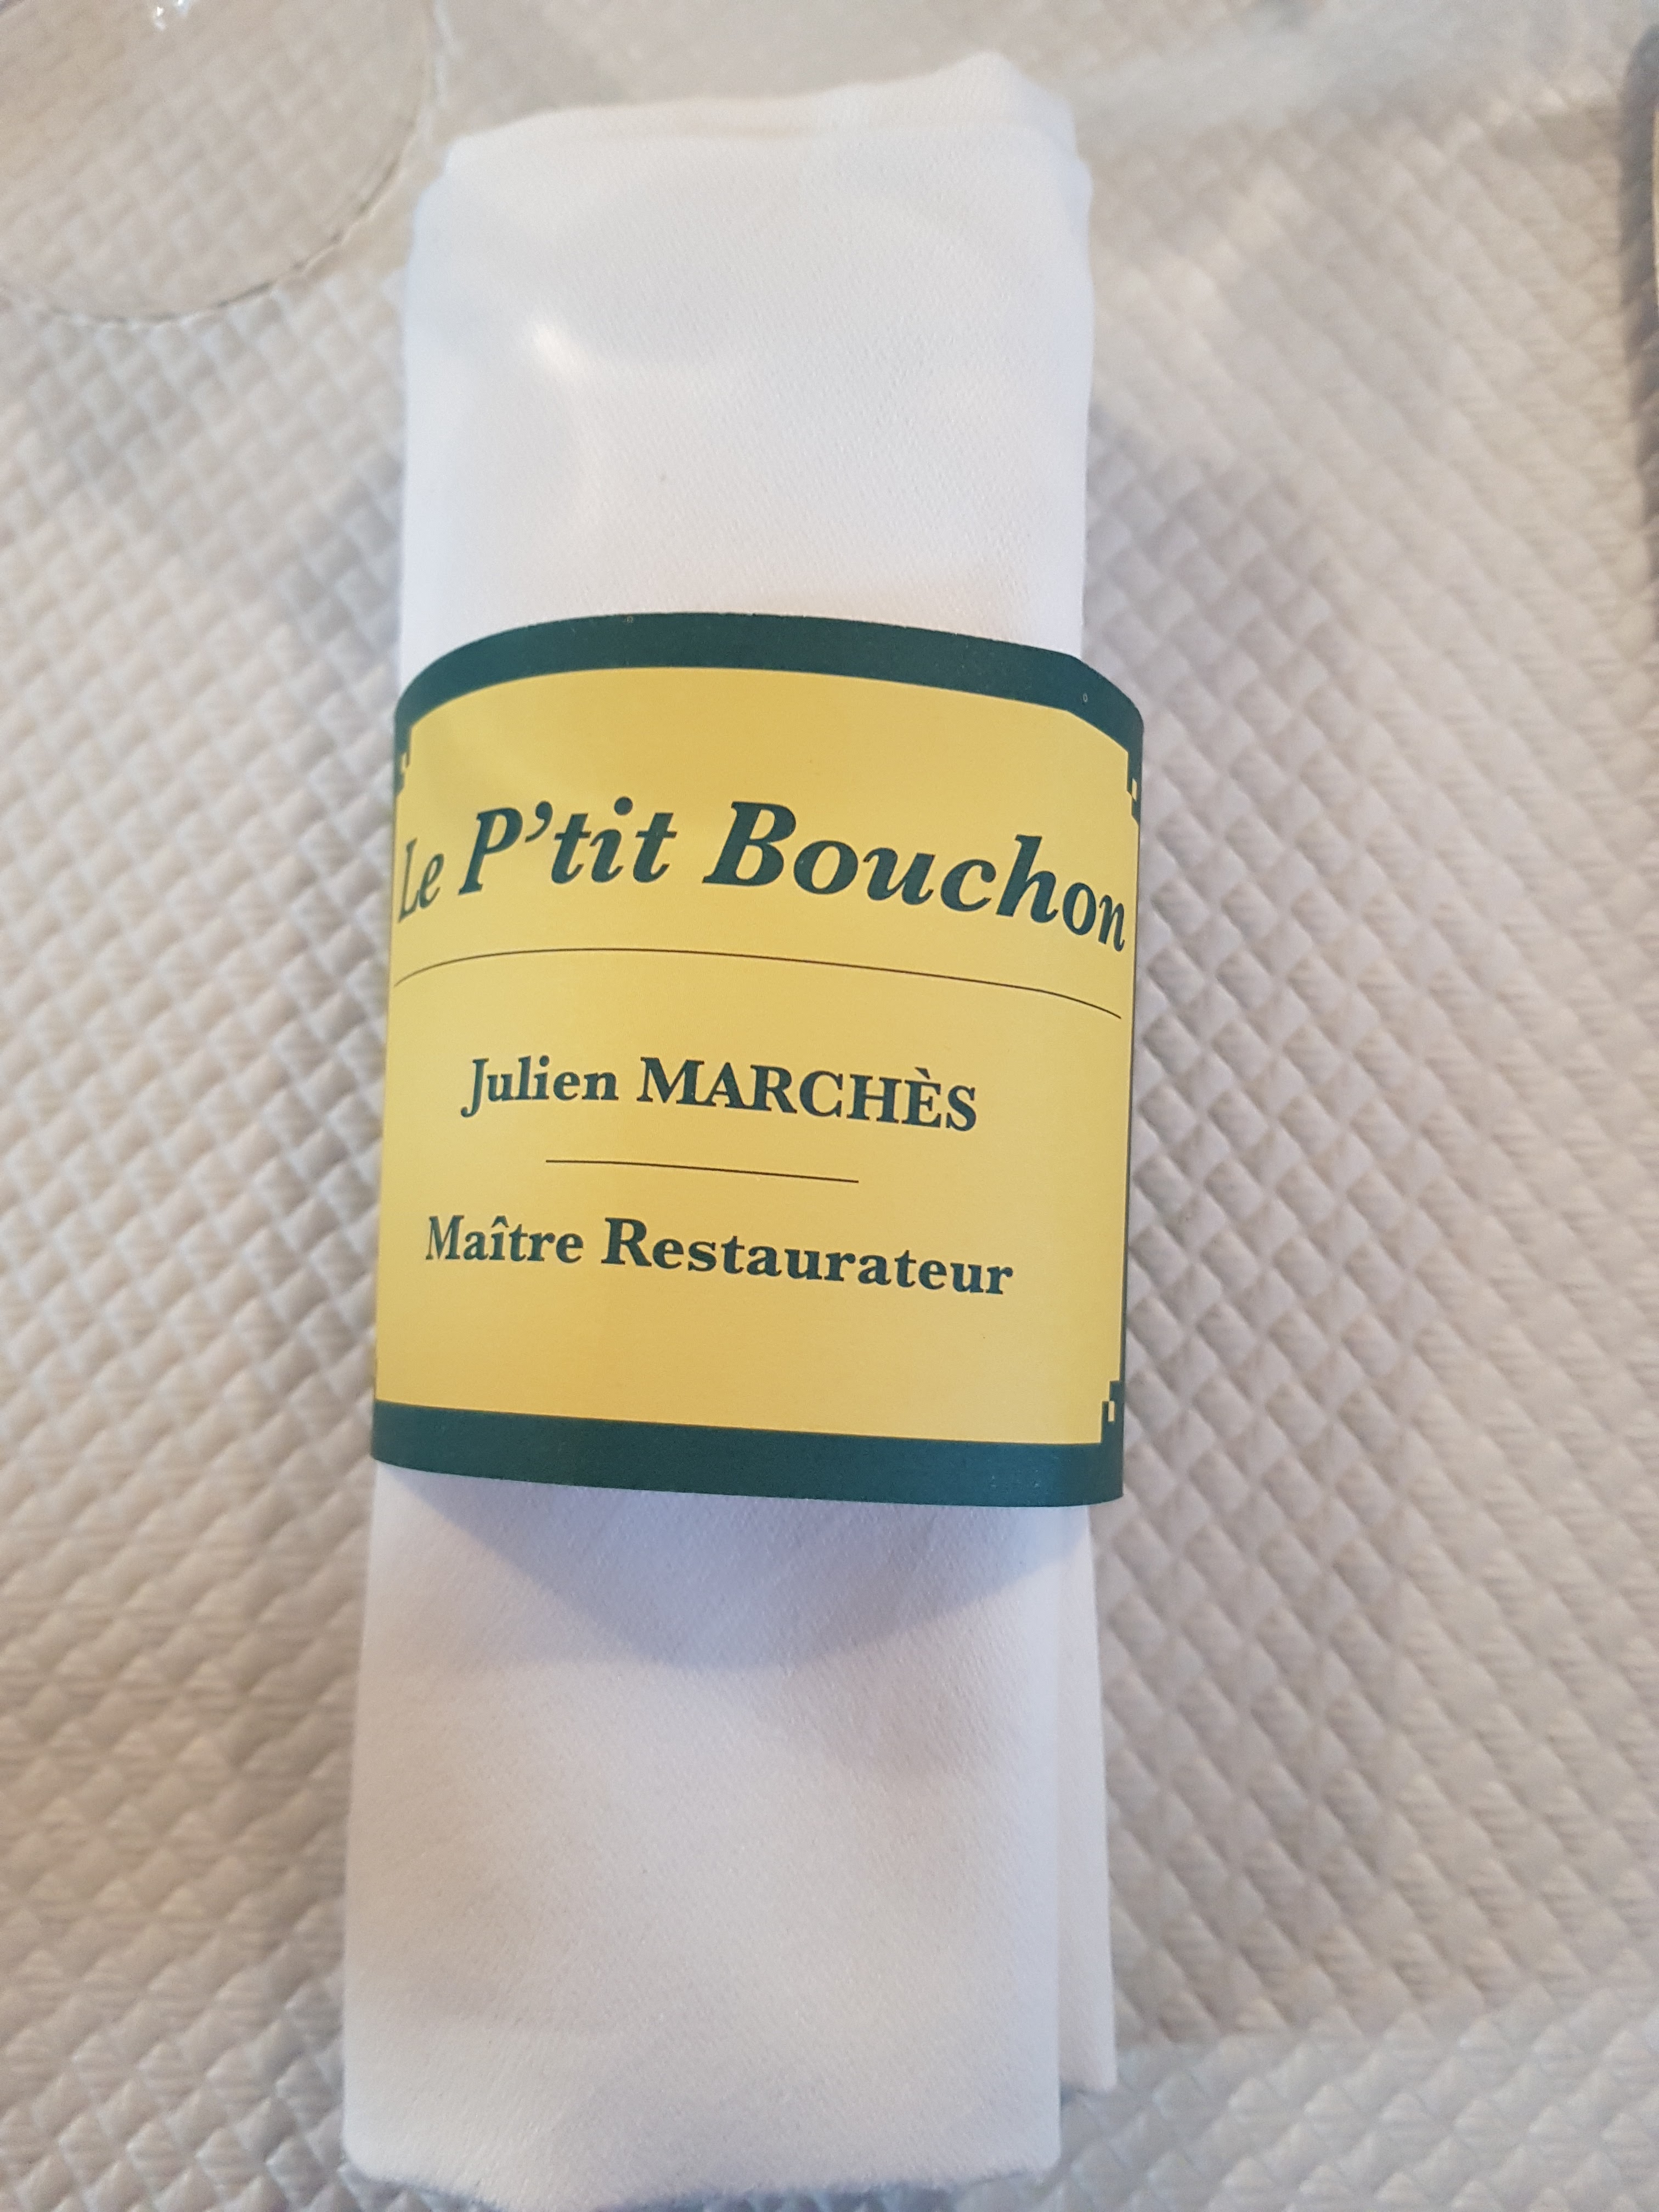 Le P'tit Bouchon
Julien MARCHÈS
Maître Restaurateur